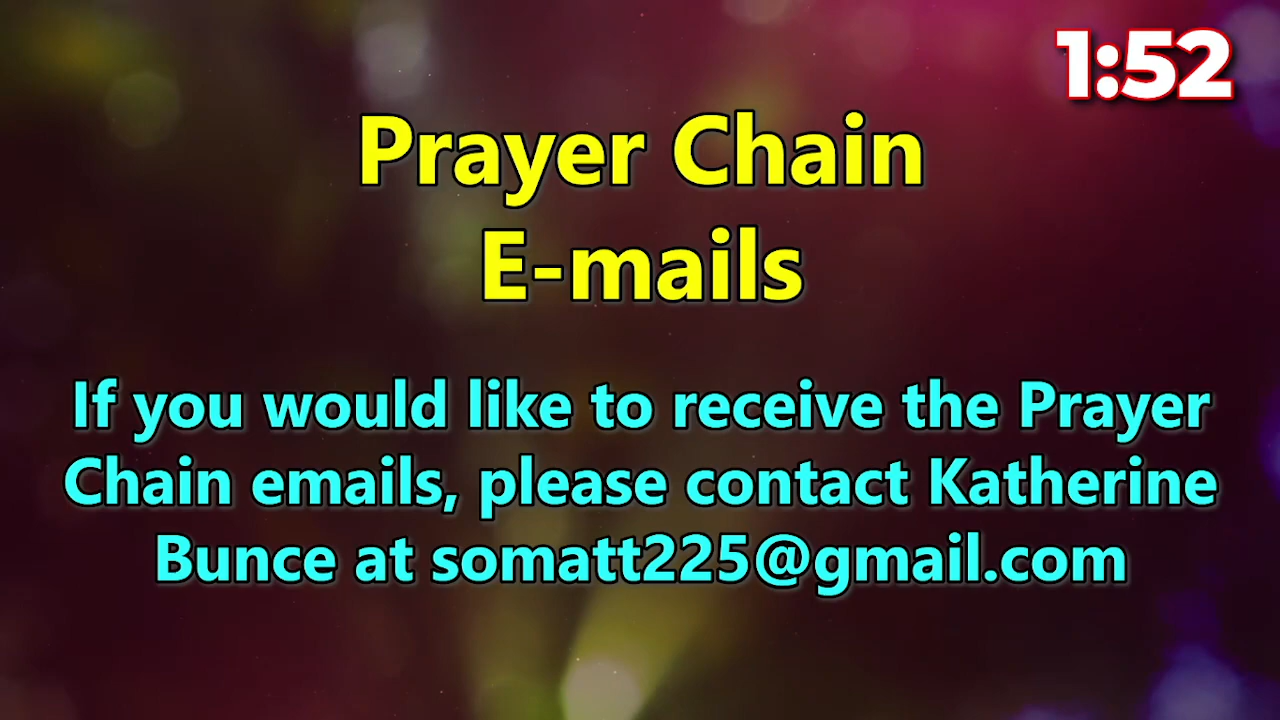 1:52
Prayer Chain
E-mails
If you would like to receive the Prayer
Chain emails, please contact Katherine
Bunce at somatt225@gmail.com